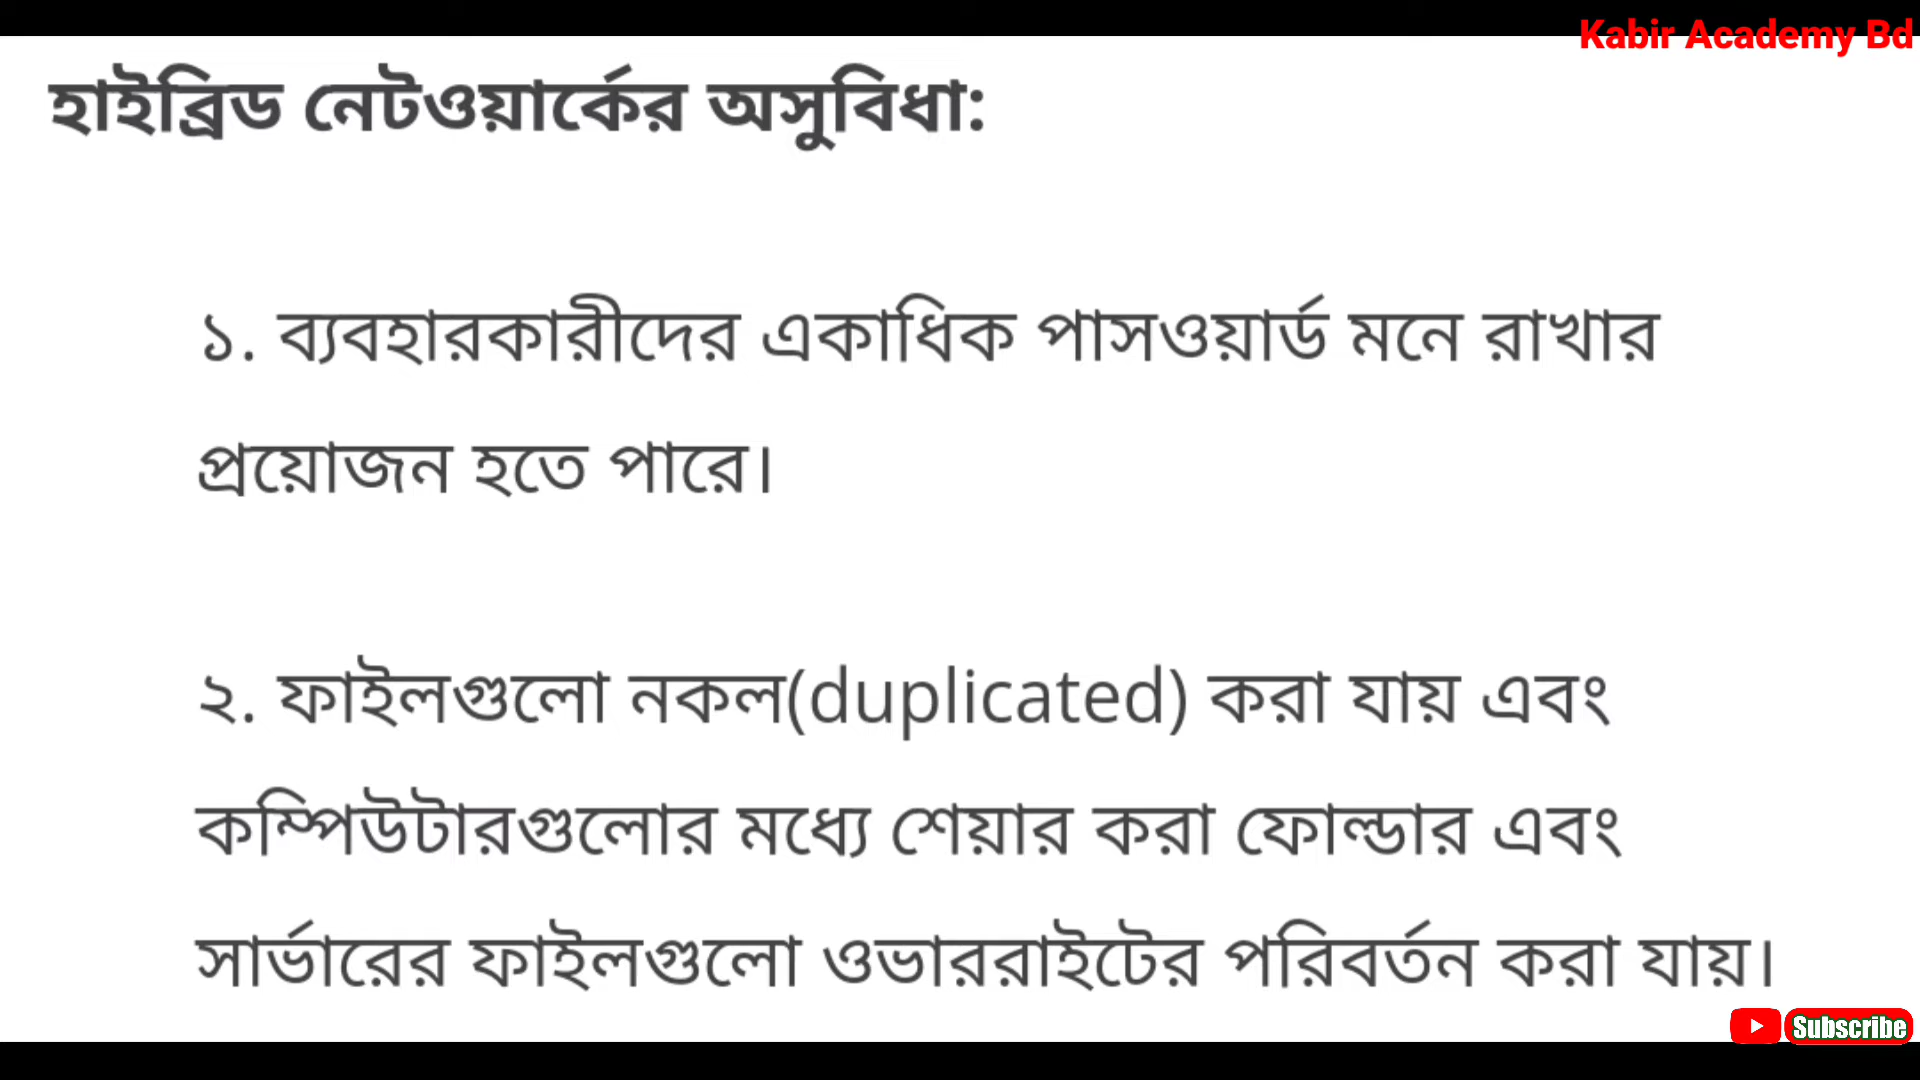 Kabir Academy Bd
হাইব্রিড নেটওয়ার্কের অসুবিধা:
১. ব্যবহারকারীদের একাধিক পাসওয়ার্ড মনে রাখার
প্রয়োজন হতে পারে।
২. ফাইলগুলো নকল(duplicated) করা যায় এবং
কম্পিউটারগুলোর মধ্যে শেয়ার করা ফোল্ডার এবং
সার্ভারের ফাইলগুলো ওভাররাইটের পরিবর্তন করা যায়।
Subscribe